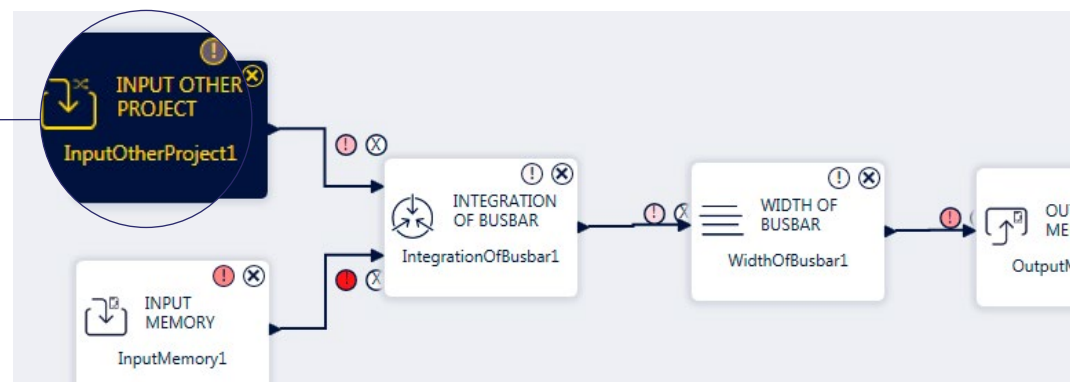 INPUT OTHER
PROJECT
InputOtherProject1
INTEGRATION
OF BUSBAR
IntegrationOfBusbar1
WIDTH OF
BUSBAR
WidthOfBusbar1
INPUT
MEMORY
InputMemory1